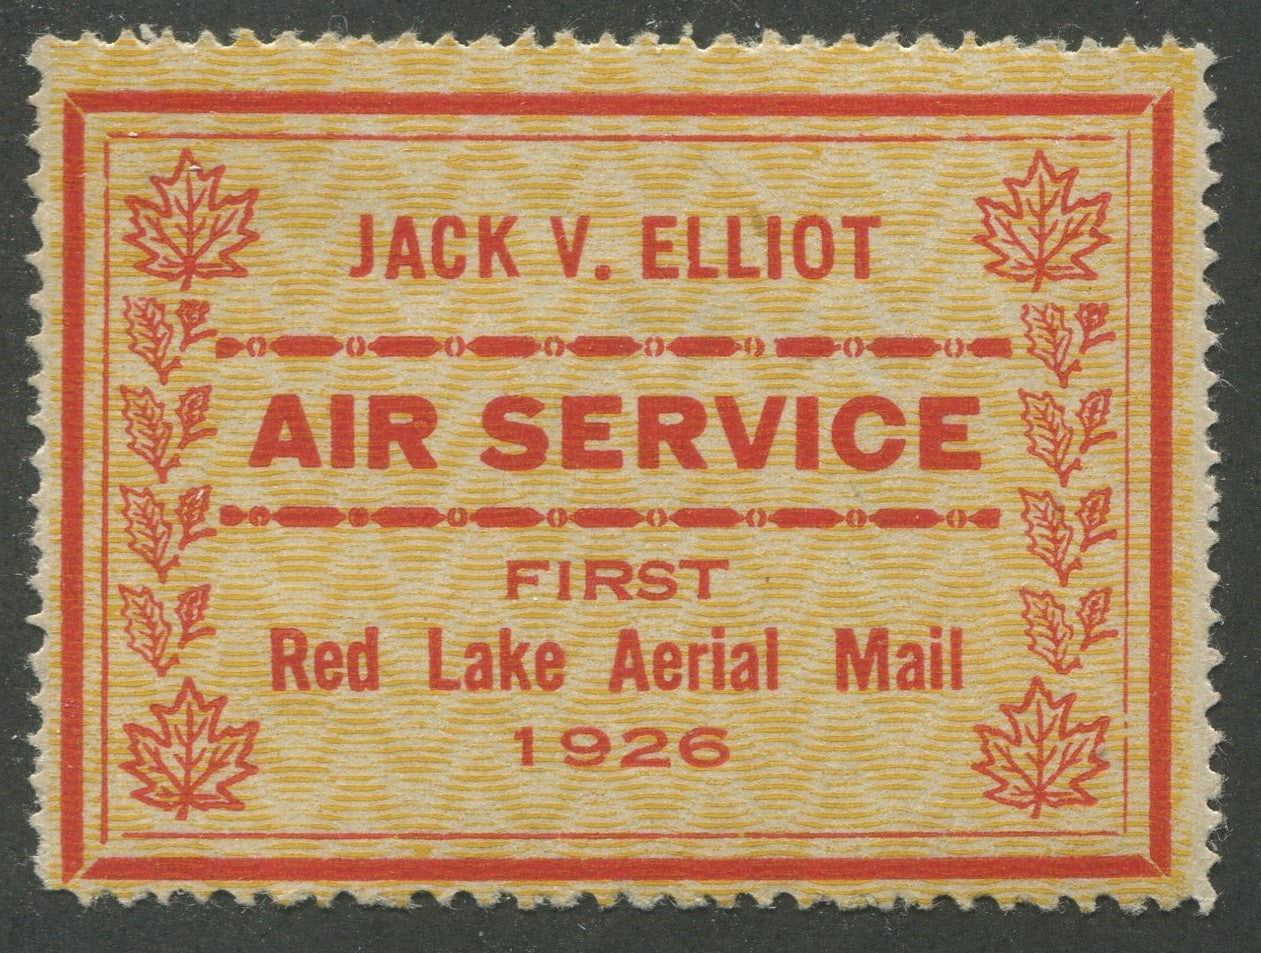 JACK V. ELLIOT
AIR SERVICE
FIRST
Red Lake Aerial Mail
1926